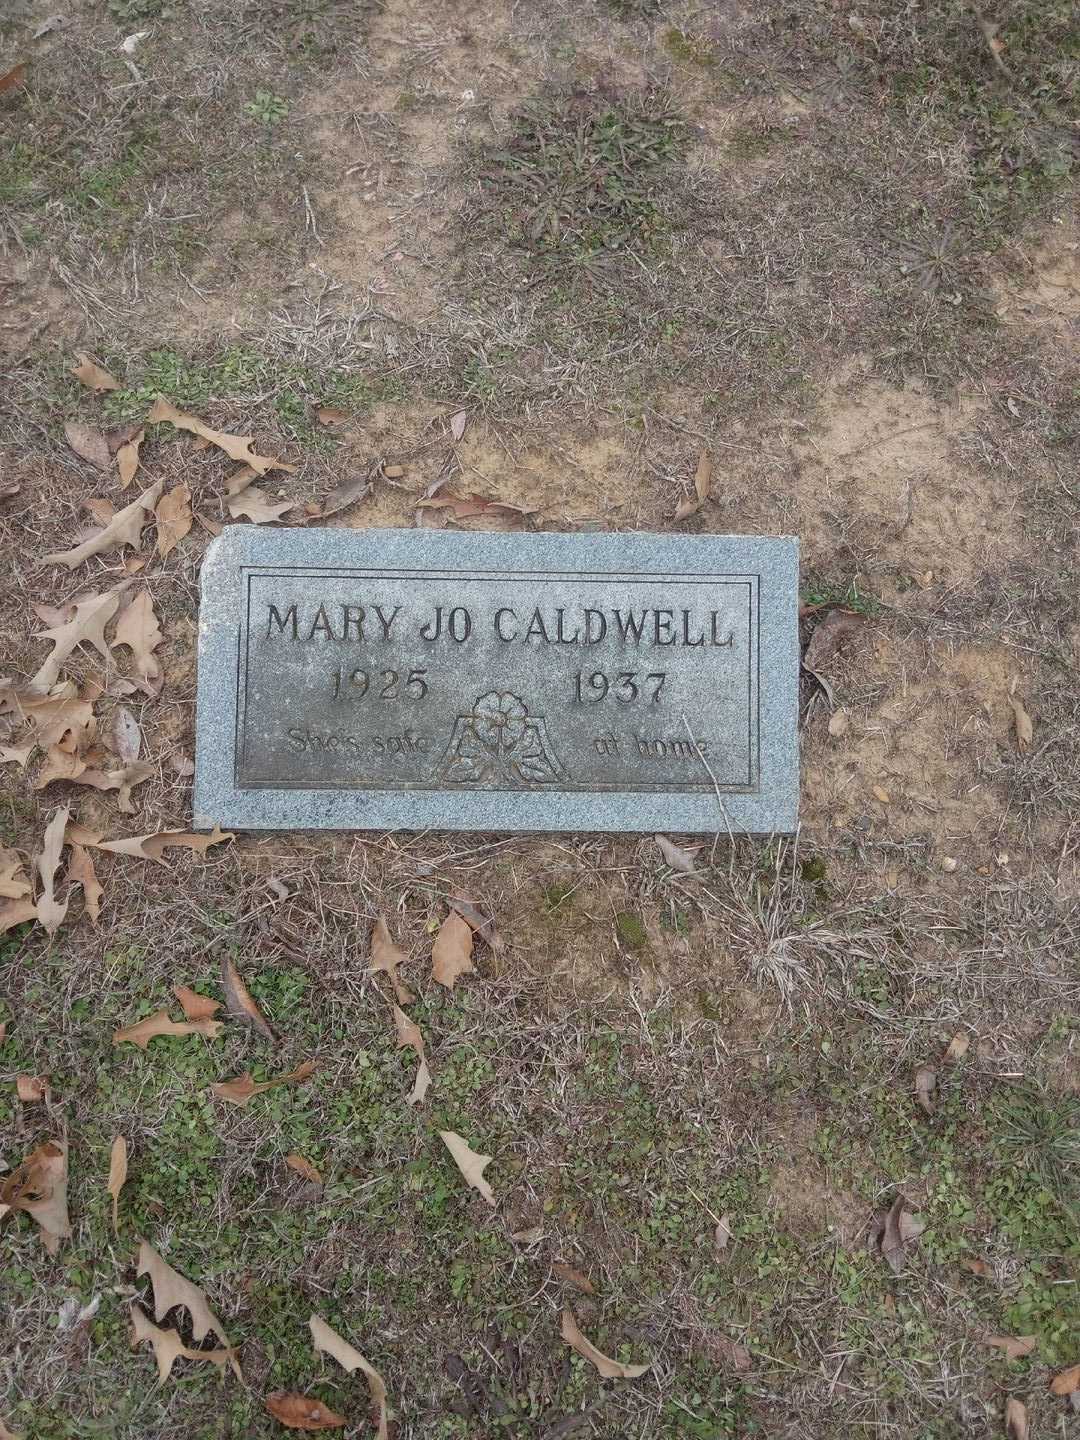 MARY JO CALDWELL
1925 1937
She's safe at home